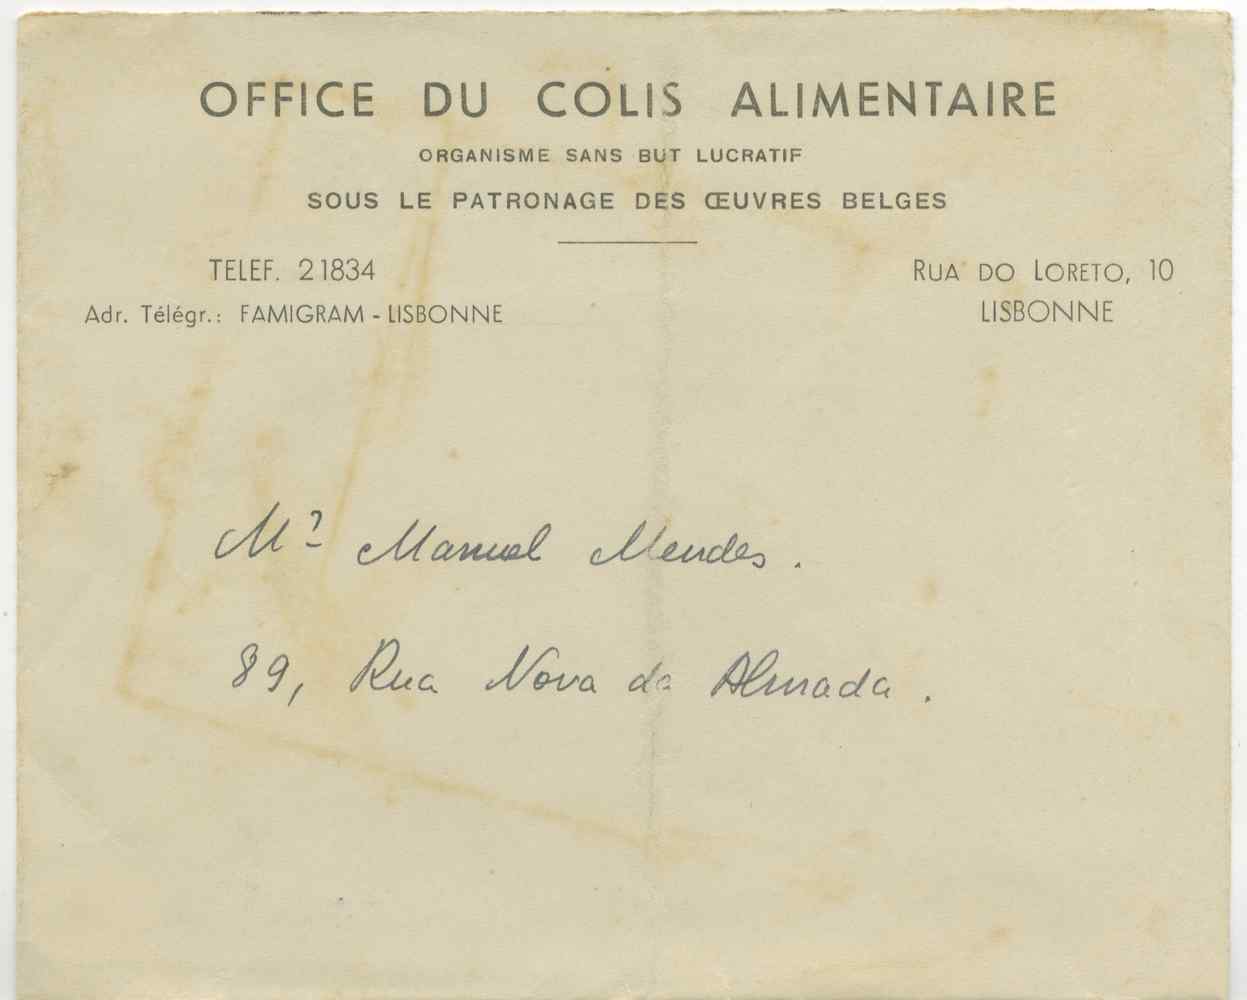 OFFICE DU COLIS ALIMENTAIRE
ORGANISME SANS BUT LUCRATIF
SOUS LE PATRONAGE DES ŒUVRES BELGES
TELEF. 21834
Adr. Télégr.: FAMIGRAM - LISBONNE
RUA DO LORETO, 10
LISBONNE
Mr Manuel Mendes.
89, Rua Nova da Almada.